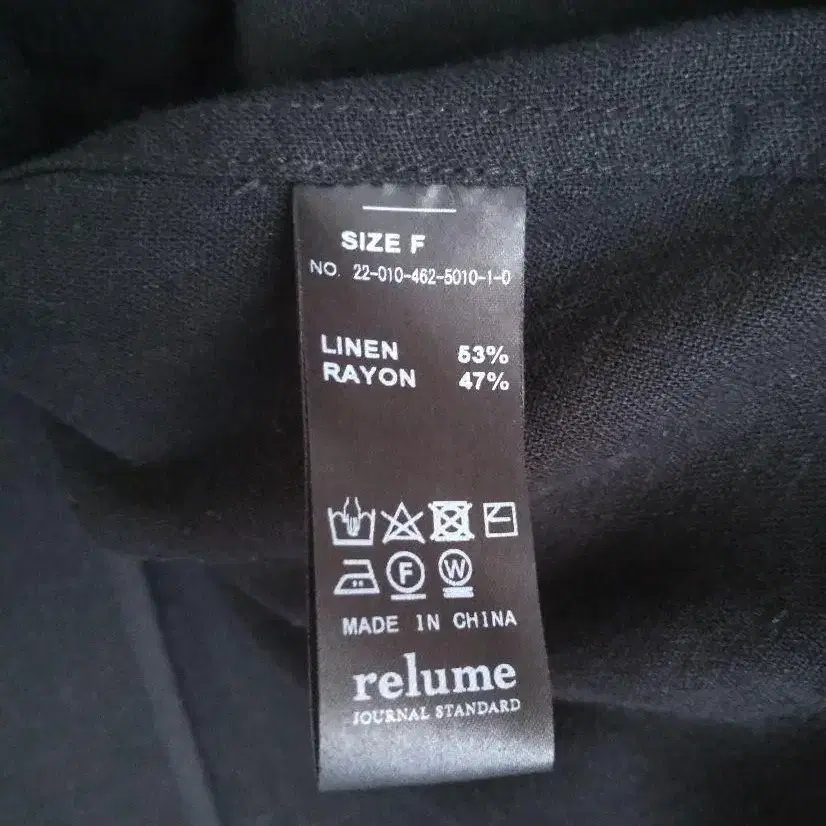 SIZE F
NO. 22-010-462-5010-1-0
LINEN 53%
RAYON 47%
F W
MADE IN CHINA
relume
JOURNAL STANDARD